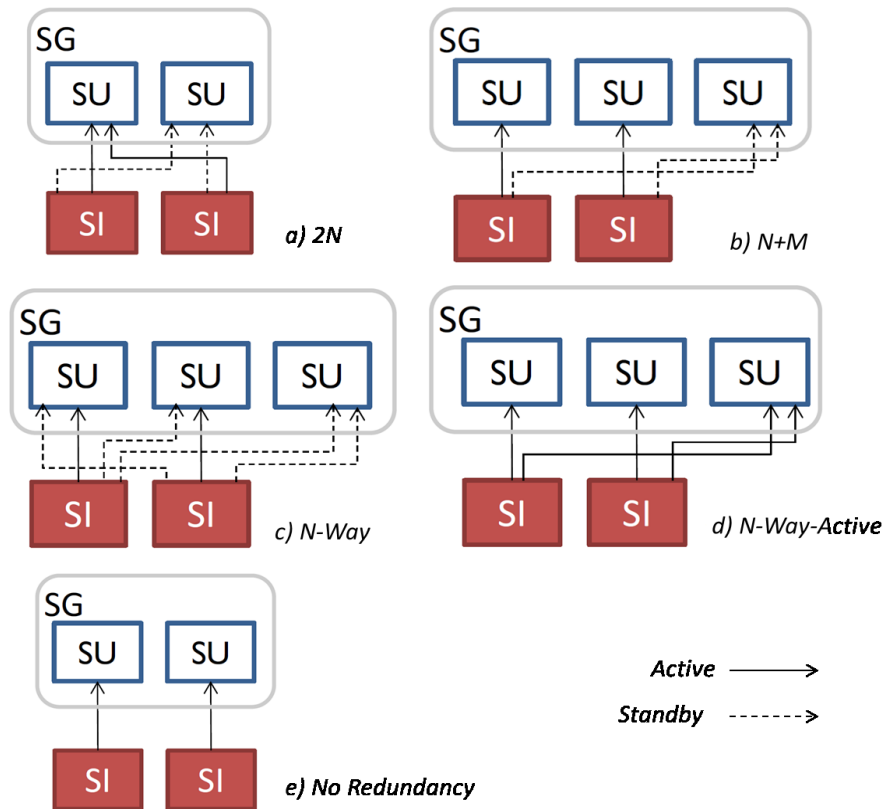 SG
SU SU
SI SI
a) 2N
SG
SU SU SU
SI SI
b) N+M
SG
SU SU SU
SI SI
c) N-Way
SG
SU SU SU
SI SI
d) N-Way-Active
SG
SU SU
SI SI
e) No Redundancy
Active
Standby